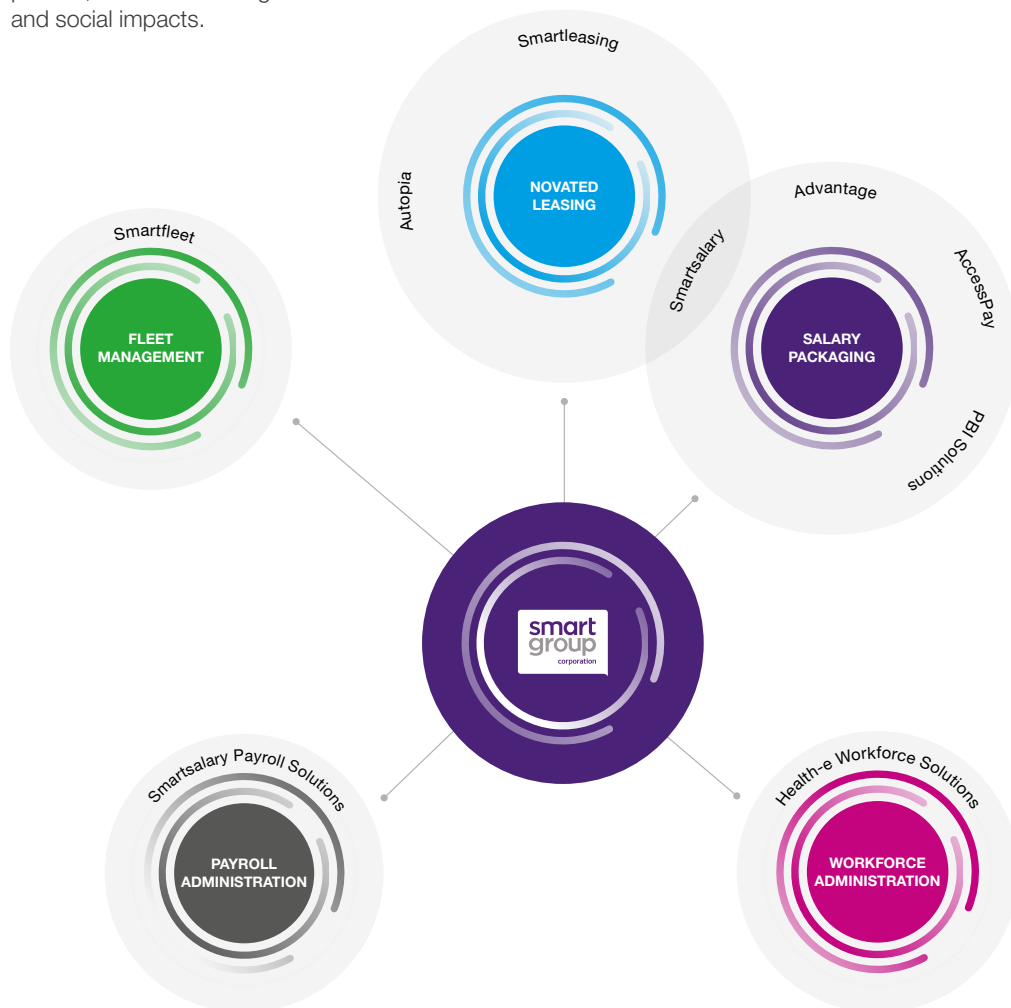 and social impacts.
Smartleasing
Autopia
NOVATED
LEASING
Smartsalary
Advantage
AccessPay
PBI Solutions
SALARY
PACKAGING
Smartfleet
FLEET
MANAGEMENT
smart
group
corporation
Smartsalary Payroll Solutions
PAYROLL
ADMINISTRATION
Health-e Workforce Solutions
WORKFORCE
ADMINISTRATION